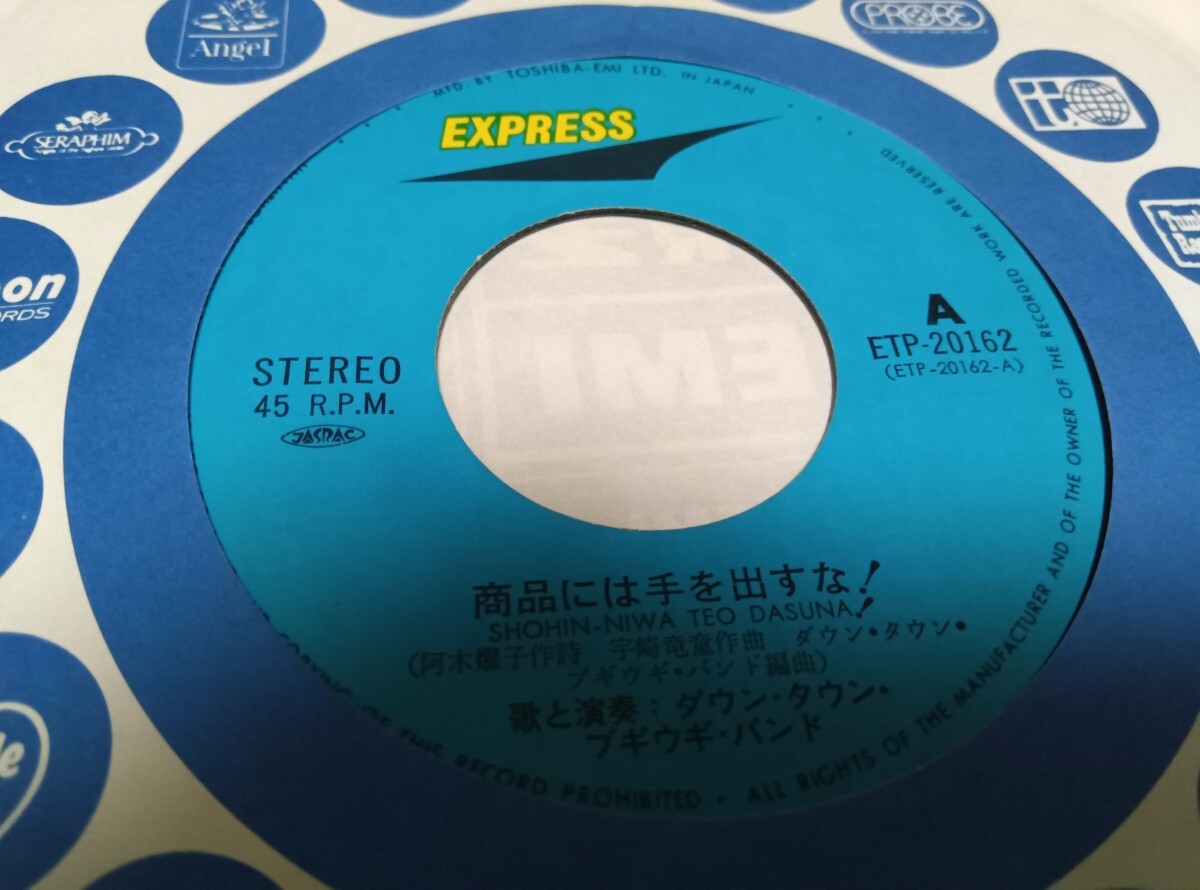 Angel
PROBE
SERAPHIM
MFD. BY TOSHIBA-EMI LTD. IN JAPAN
EXPRESS
STEREO
45 R.P.M.
JASRAC
A
ETP-20162
(ETP-20162-A)
EMI
商品には手を出すな!
SHOHIN-NIWA TEO DASUNA!
(阿木燿子作詩 宇崎竜童作曲 ダウン・タウン・
ブギウギ・バンド編曲)
歌と演奏:ダウン・タウン・
ブギウギ・バンド
OF THIS RECORD PROHIBITED • ALL RIGHTS OF THE MANUFACTURER AND OF THE OWNER OF THE RECORDED WORK ARE RESERVED